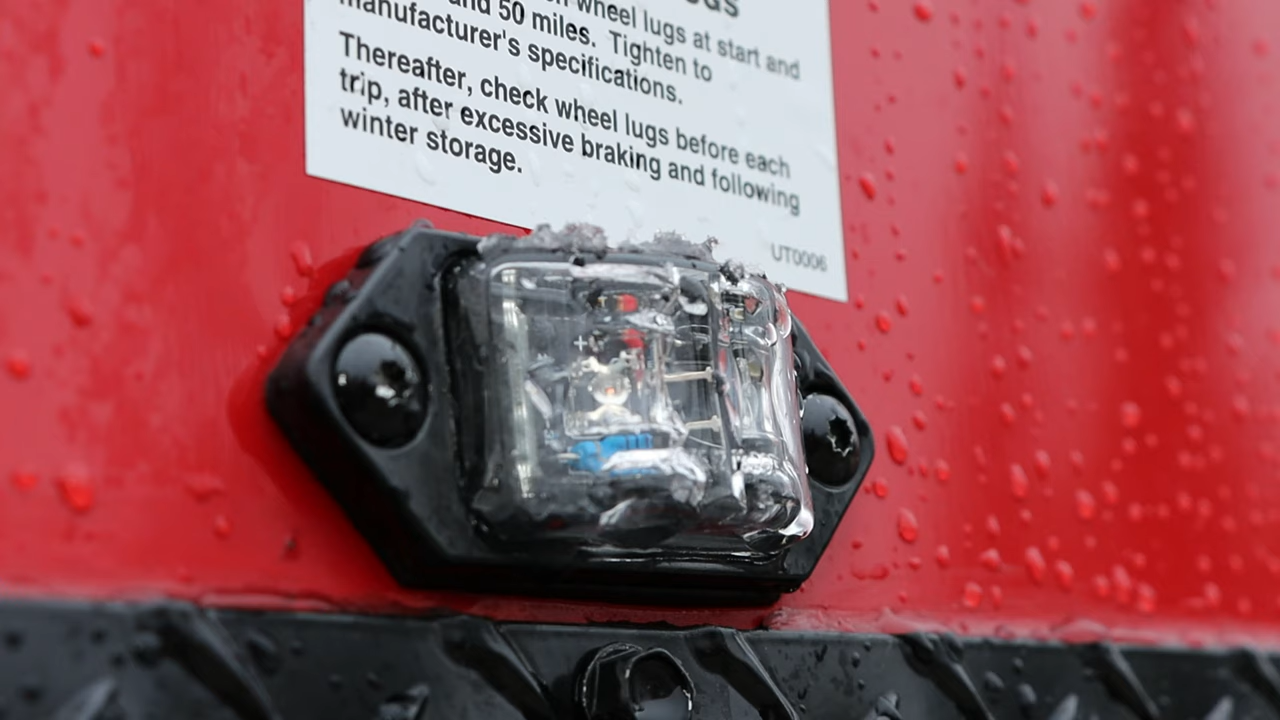 wheel lugs at start and
and 50 miles. Tighten to
manufacturer's specifications.
Thereafter, check wheel lugs before each
trip, after excessive braking and following
winter storage.
UT0006